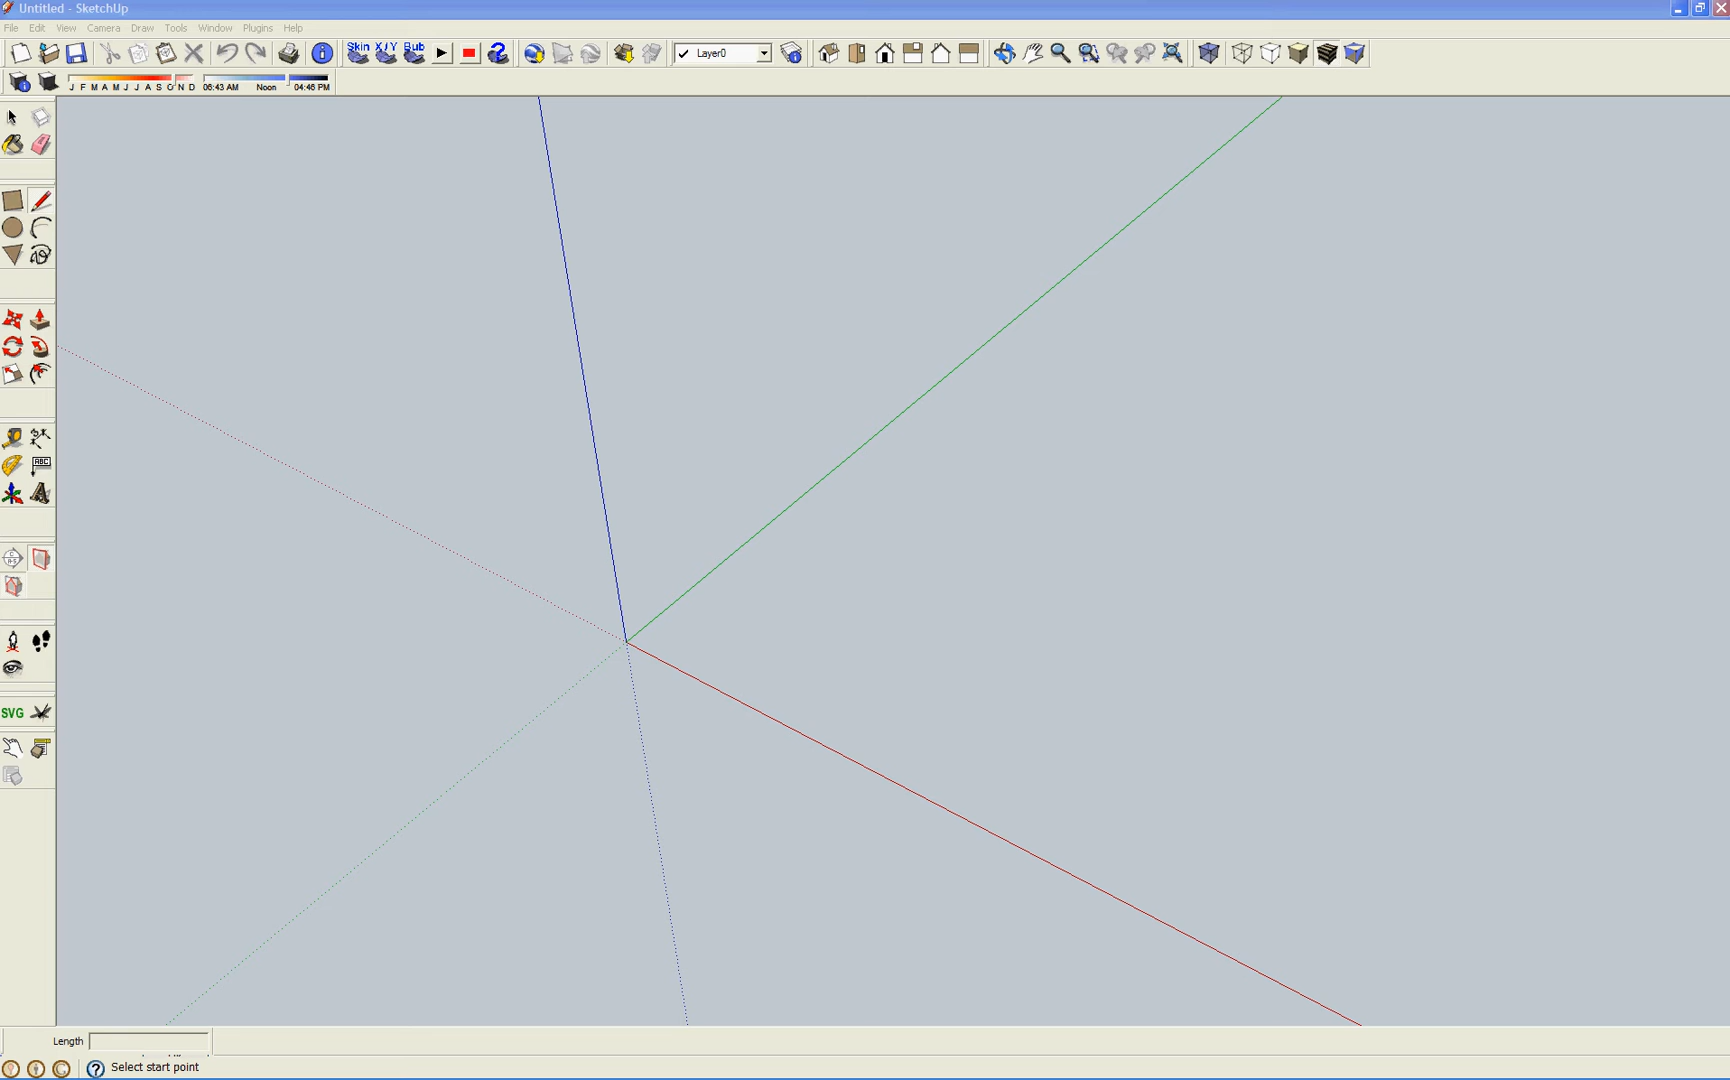 Untitled - SketchUp
File Edit View Camera Draw Tools Window Plugins Help
Skin X/Y Bub
Layer0
J F M A M J J A S O N D 06:43 AM Noon 04:46 PM
ABC
SVG
Length
Select start point